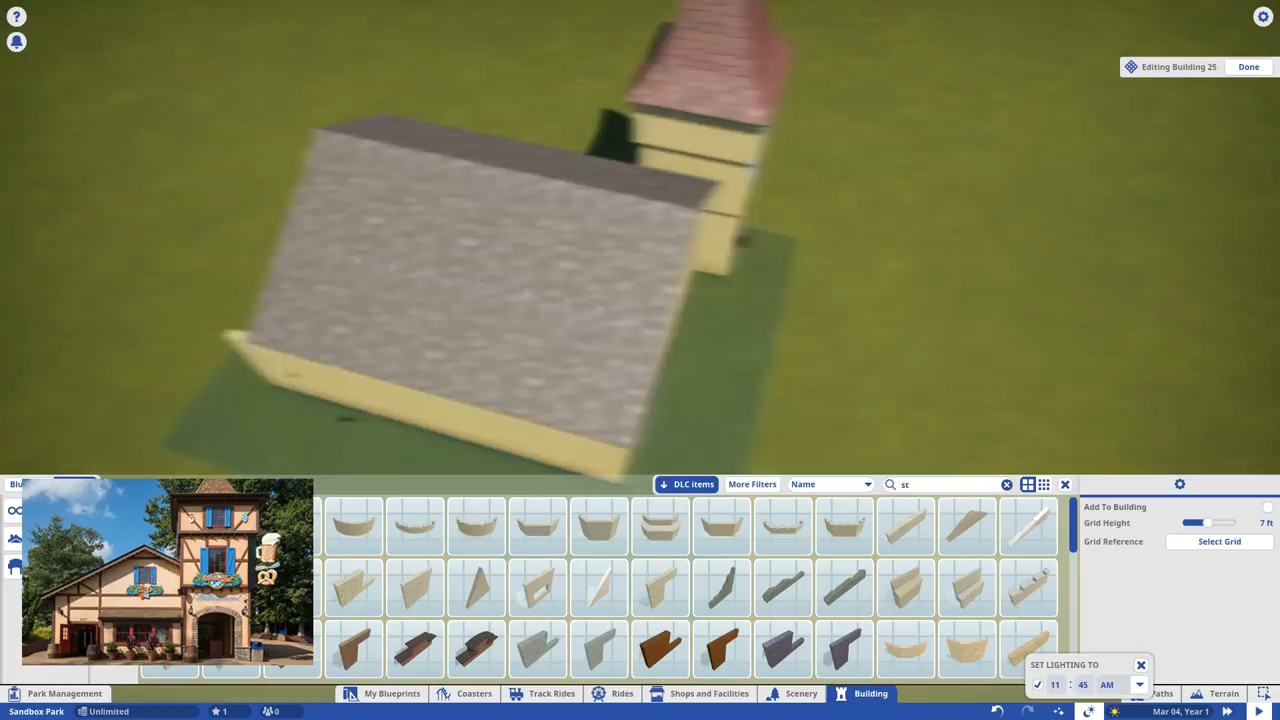 ?
Editing Building 25
Done
Blu
DLC items
More Filters
Name
st
Add To Building
Grid Height
7 ft
Grid Reference
Select Grid
SET LIGHTING TO
11 : 45 AM
Park Management
My Blueprints
Coasters
Track Rides
Rides
Shops and Facilities
Scenery
Building
Paths
Terrain
Sandbox Park
Unlimited
1
0
Mar 04, Year 1